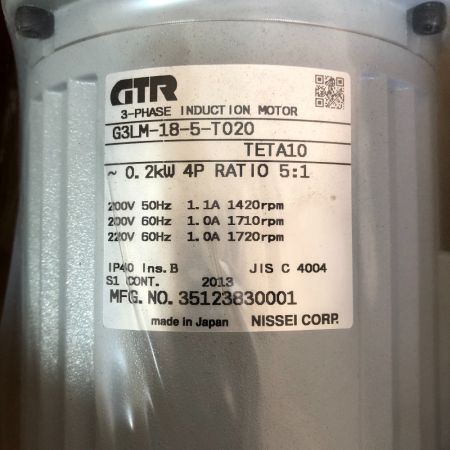 GTR
3-PHASE INDUCTION MOTOR
G3LM-18-5-T020
TETA10
~ 0.2kW 4P RATIO 5:1
200V 50Hz 1.1A 1420rpm
200V 60Hz 1.0A 1710rpm
220V 60Hz 1.0A 1720rpm
IP40 Ins.B JIS C 4004
S1 CONT. 2013
MFG. NO. 35123830001
made in Japan NISSEI CORP.